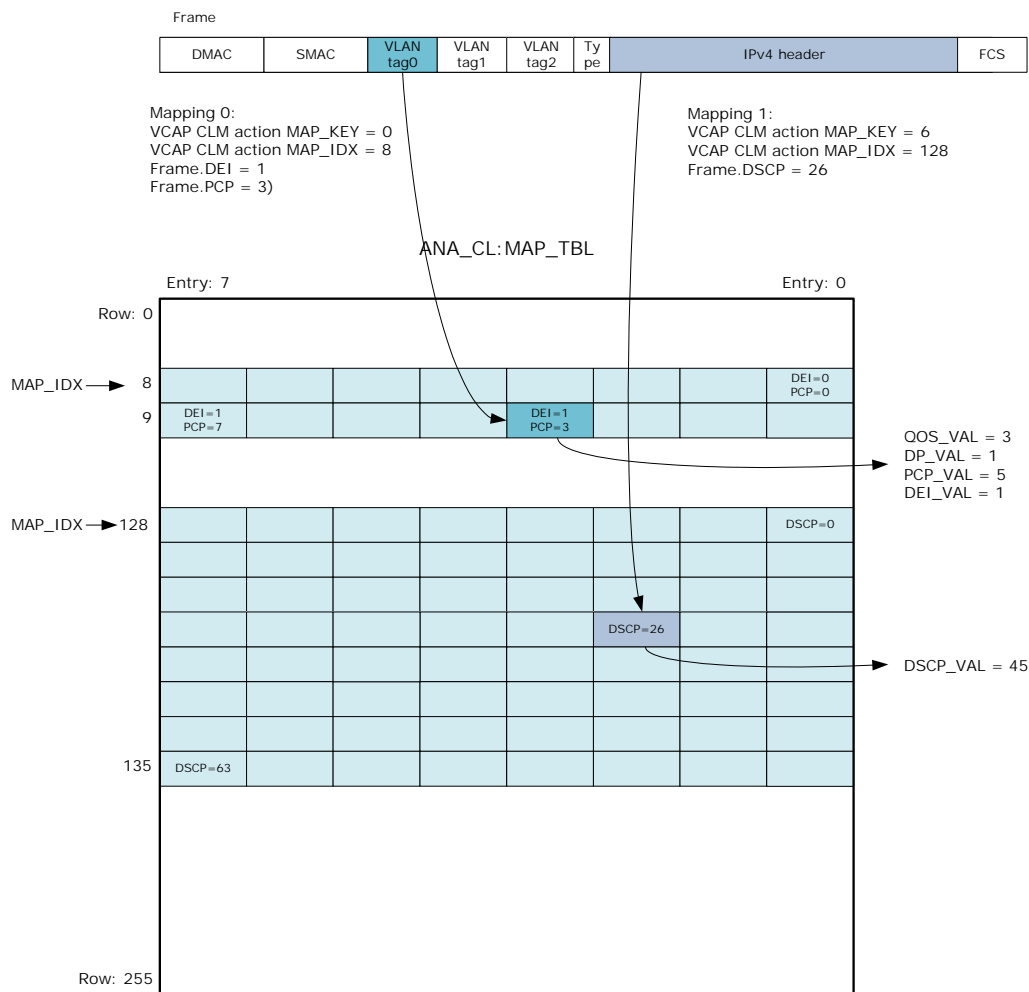 Frame
DMAC
SMAC
VLAN
tag0
VLAN
tag1
VLAN
tag2
Ty
pe
IPv4 header
FCS
Mapping 0:
VCAP CLM action MAP_KEY = 0
VCAP CLM action MAP_IDX = 8
Frame.DEI = 1
Frame.PCP = 3)
Mapping 1:
VCAP CLM action MAP_KEY = 6
VCAP CLM action MAP_IDX = 128
Frame.DSCP = 26
ANA_CL:MAP_TBL
Entry: 7
Entry: 0
Row: 0
MAP_IDX
8
DEI=0
PCP=0
9
DEI=1
PCP=7
DEI=1
PCP=3
QOS_VAL = 3
DP_VAL = 1
PCP_VAL = 5
DEI_VAL = 1
MAP_IDX
128
DSCP=0
DSCP=26
DSCP_VAL = 45
135
DSCP=63
Row: 255